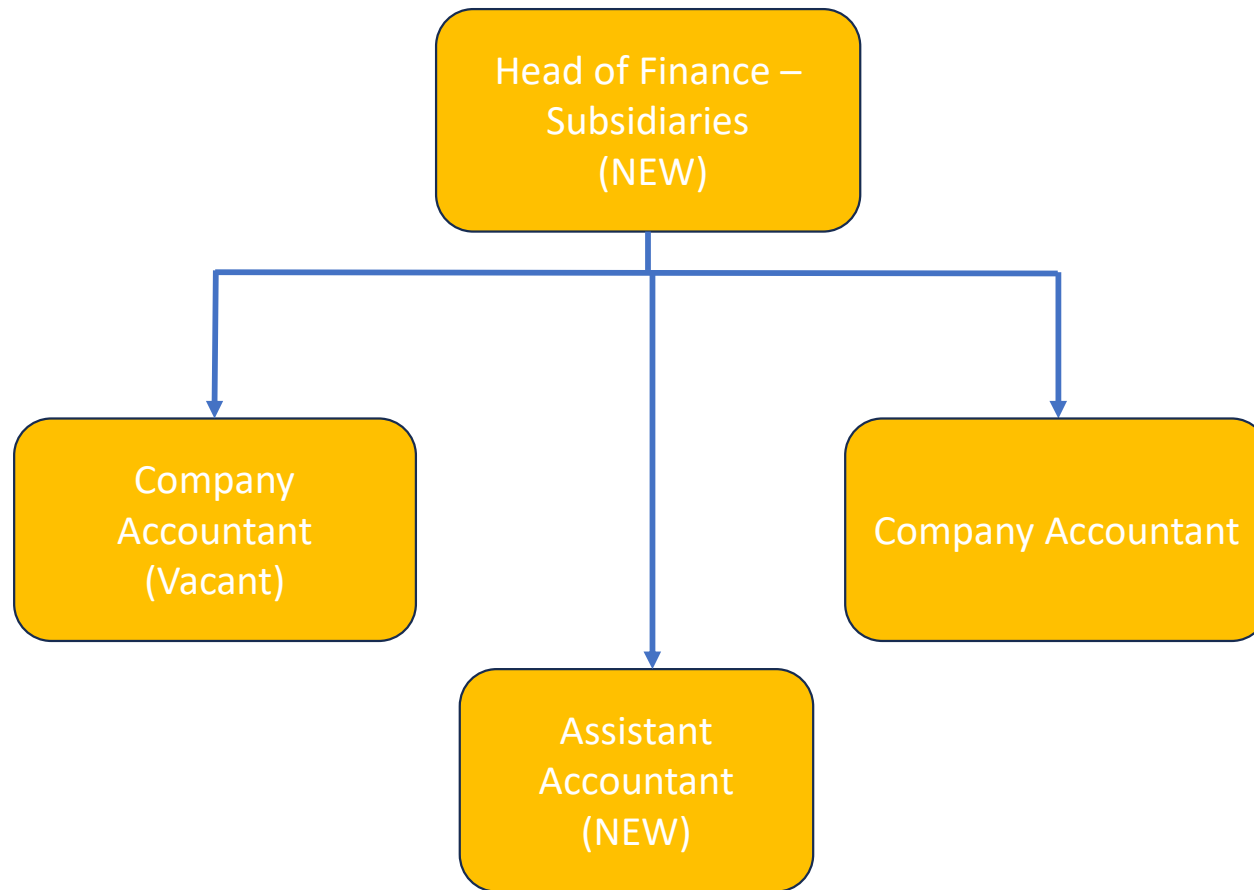 Head of Finance –
Subsidiaries
(NEW)
Company
Accountant
(Vacant)
Company Accountant
Assistant
Accountant
(NEW)